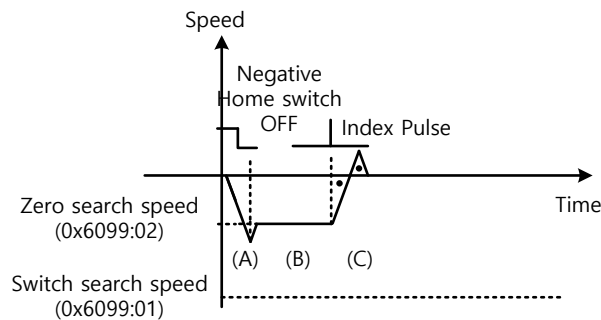 Speed
Negative
Home switch
OFF
Index Pulse
Time
Zero search speed
(0x6099:02)
(A)
(B)
(C)
Switch search speed
(0x6099:01)